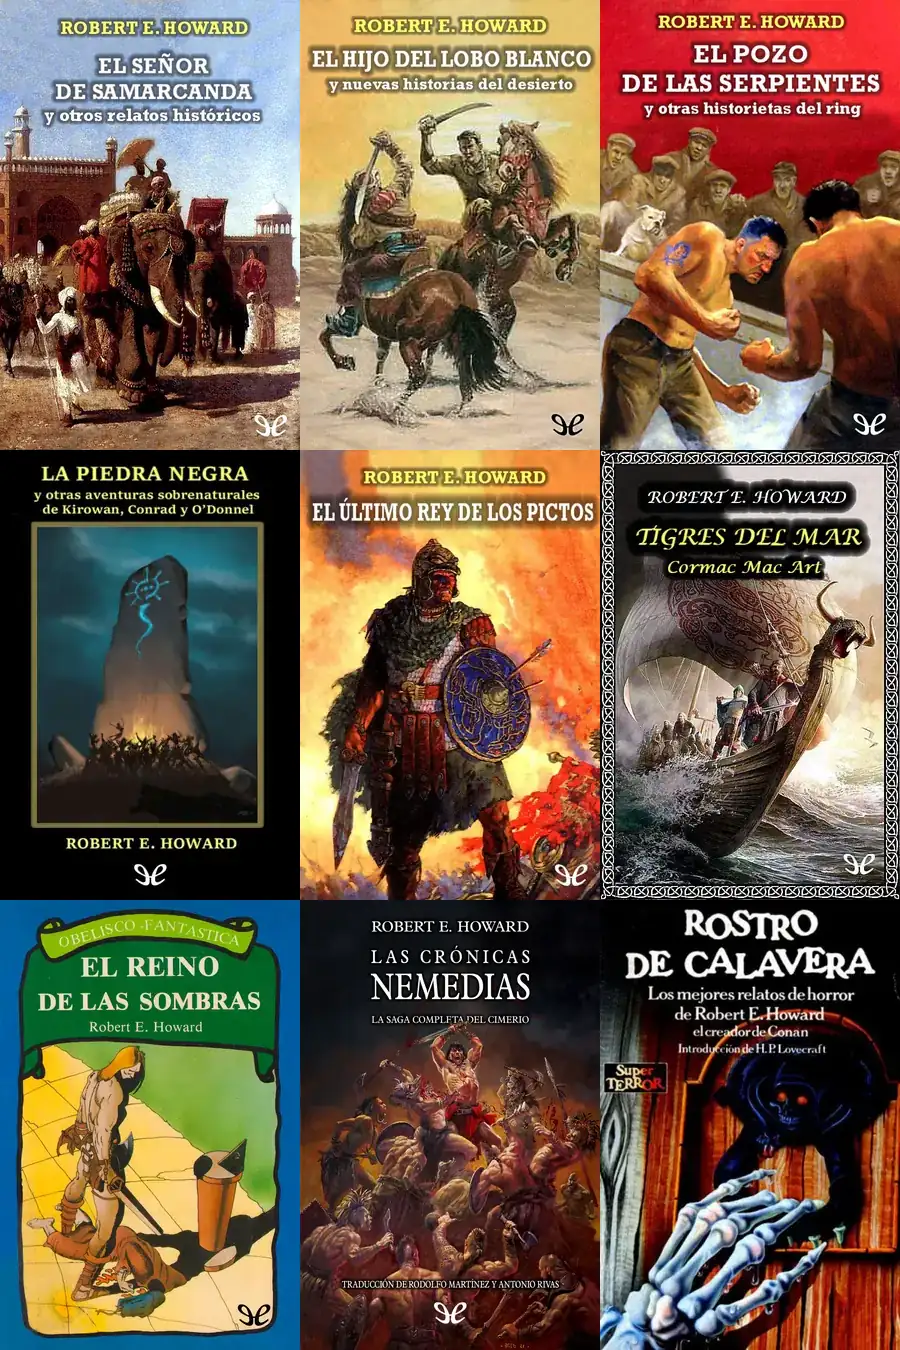 ROBERT E. HOWARD
EL SEÑOR
DE SAMARCANDA
y otros relatos históricos
ROBERT E. HOWARD
EL HIJO DEL LOBO BLANCO
y nuevas historias del desierto
ROBERT E. HOWARD
EL POZO
DE LAS SERPIENTES
y otras historietas del ring
LA PIEDRA NEGRA
y otras aventuras sobrenaturales
de Kirowan, Conrad y O'Donnel
ROBERT E. HOWARD
ROBERT E. HOWARD
EL ÚLTIMO REY DE LOS PICTOS
ROBERT E. HOWARD
TIGRES DEL MAR
Cormac Mac Art
OBELISCO-FANTASTICA
EL REINO
DE LAS SOMBRAS
Robert E. Howard
ROBERT E. HOWARD
LAS CRÓNICAS
NEMEDIAS
LA SAGA COMPLETA DEL CIMERIO
TRADUCCIÓN DE RODOLFO MARTÍNEZ Y ANTONIO RIVAS
ROSTRO
DE CALAVERA
Los mejores relatos de horror
de Robert E. Howard
el creador de Conan
Introducción de H.P. Lovecraft
Super
TERROR